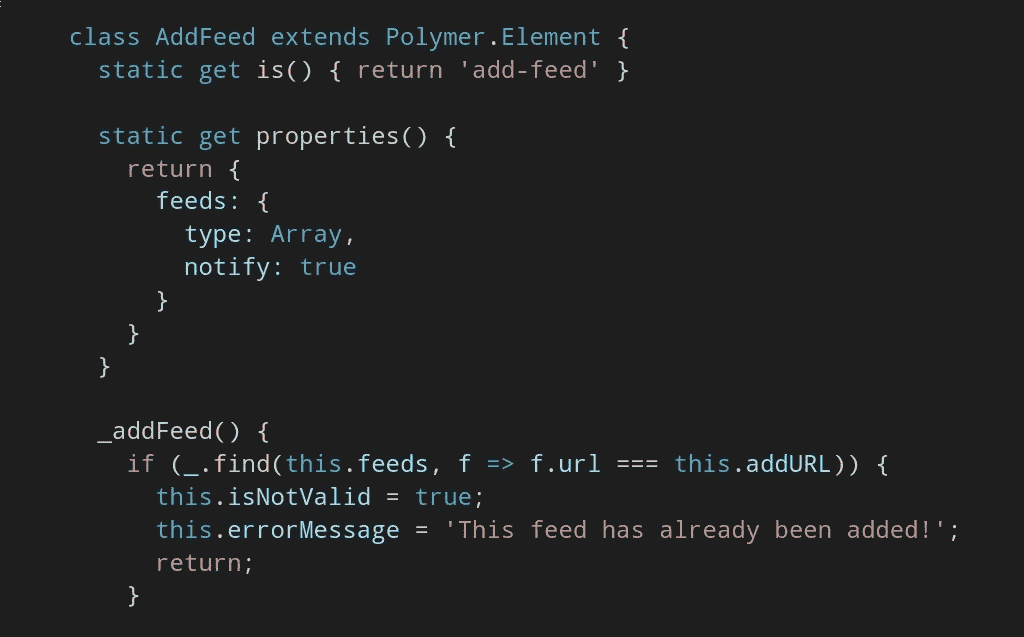 class AddFeed extends Polymer.Element {
static get is() { return 'add-feed' }
static get properties() {
return {
feeds: {
type: Array,
notify: true
}
}
}
_addFeed() {
if (_.find(this.feeds, f => f.url === this.addURL)) {
this.isNotValid = true;
this.errorMessage = 'This feed has already been added!';
return;
}